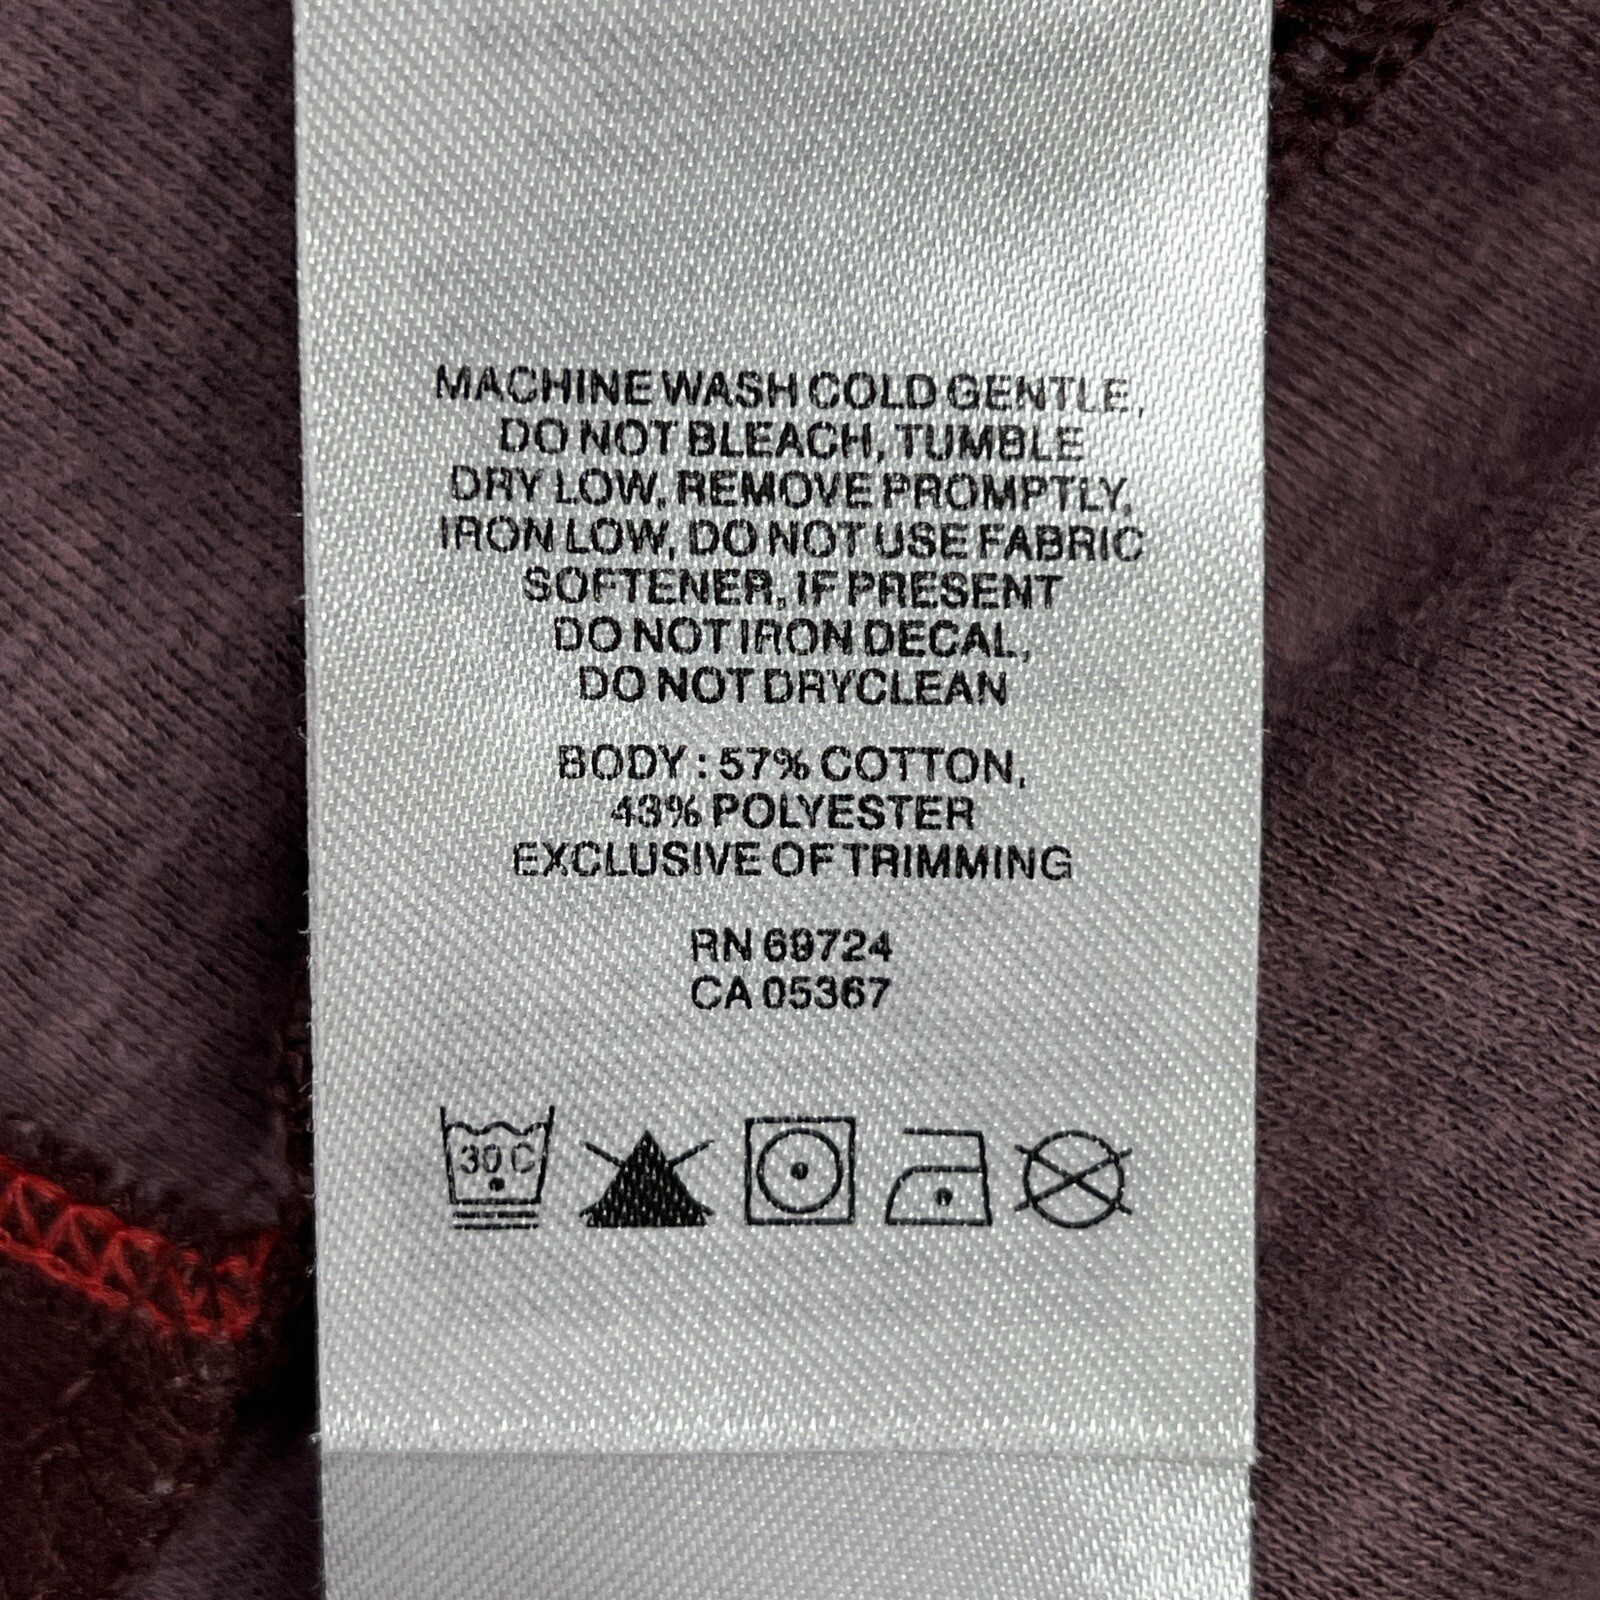 MACHINE WASH COLD GENTLE,
DO NOT BLEACH, TUMBLE
DRY LOW, REMOVE PROMPTLY,
IRON LOW, DO NOT USE FABRIC
SOFTENER, IF PRESENT
DO NOT IRON DECAL,
DO NOT DRYCLEAN
BODY : 57% COTTON,
43% POLYESTER
EXCLUSIVE OF TRIMMING
RN 69724
CA 05367
30 C